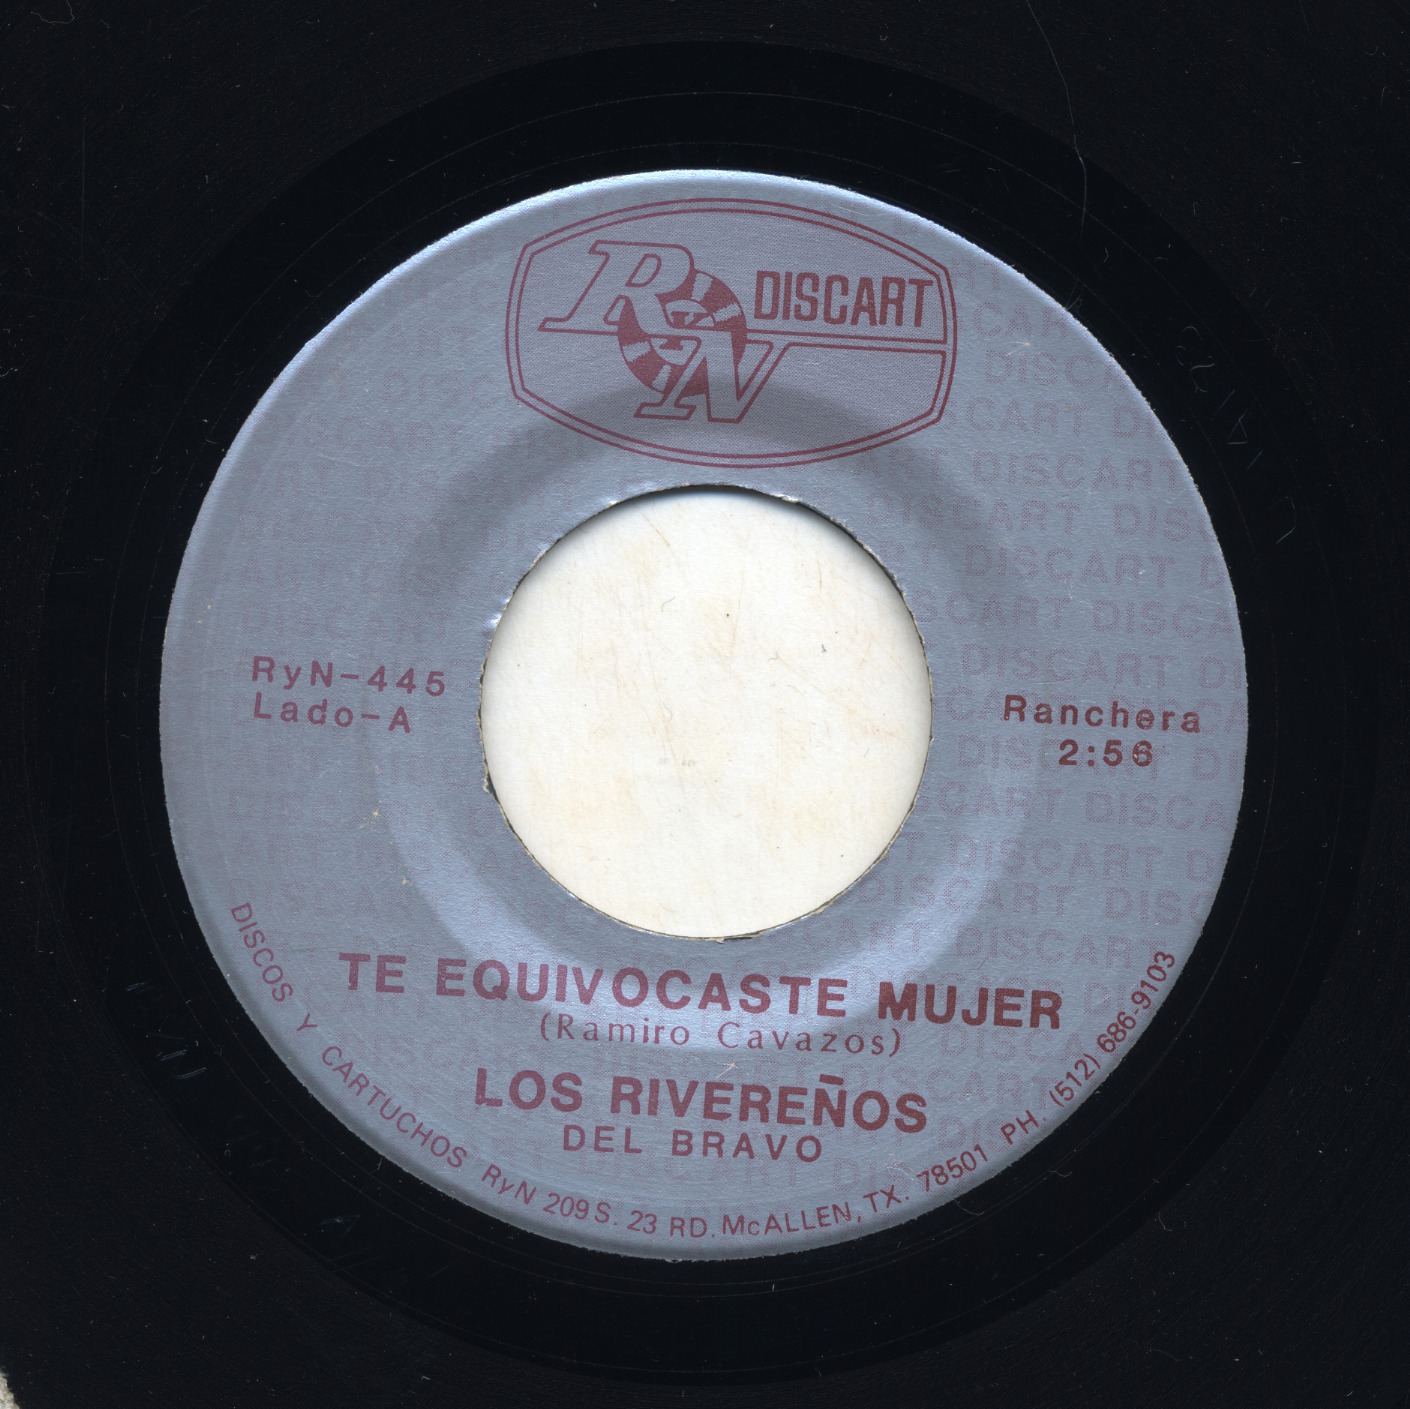 RyN DISCART
RyN-445
Lado-A
Ranchera
2:56
TE EQUIVOCASTE MUJER
(Ramiro Cavazos)
LOS RIVEREÑOS
DEL BRAVO
DISCOS Y CARTUCHOS RyN 209 S. 23 RD. McALLEN, TX. 78501 PH. (512) 686-9103